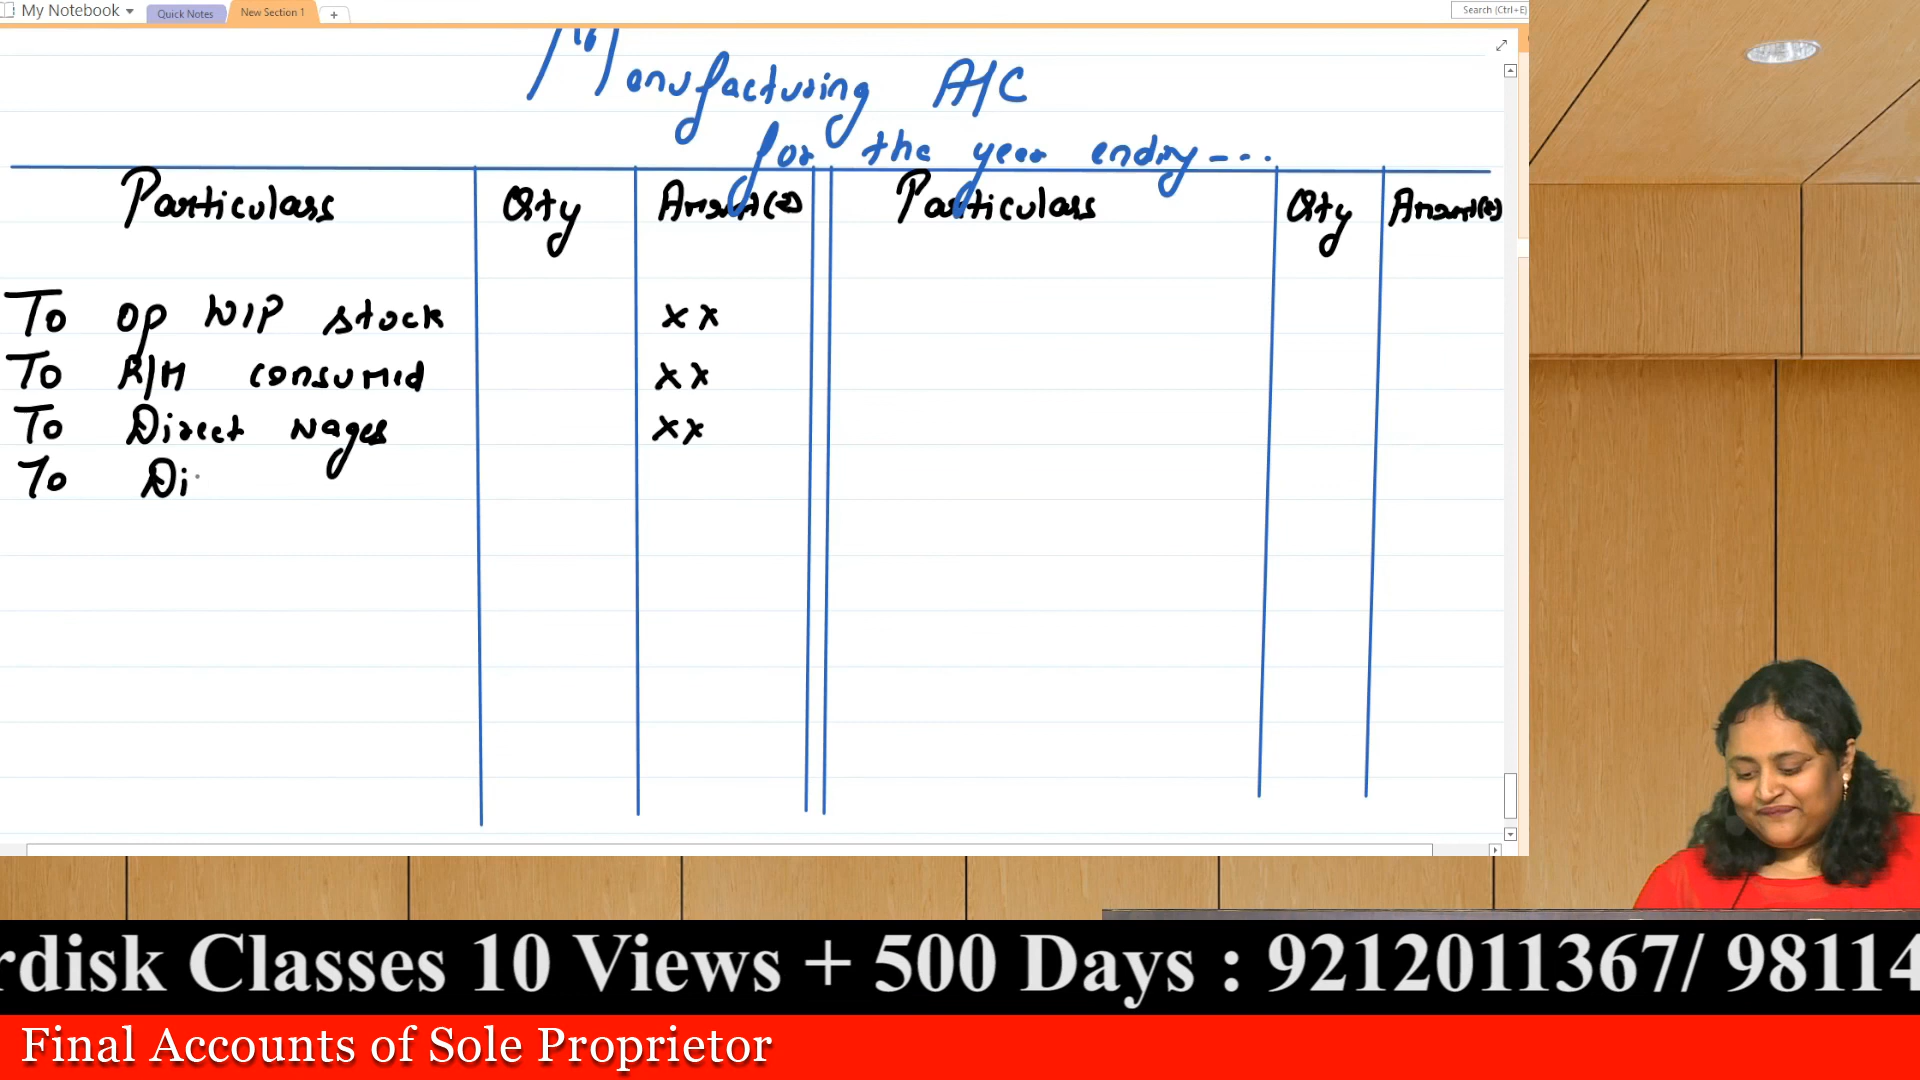 My Notebook Quick Notes New Section 1 + Search (Ctrl+E)
Manufacturing A/C
for the year ending ---
Particulars Qty Amount(₹) Particulars Qty Amount(₹)
To Op WIP stock xx
To R/M consumed xx
To Direct wages xx
To Di
rdisk Classes 10 Views + 500 Days : 9212011367/ 98114
Final Accounts of Sole Proprietor